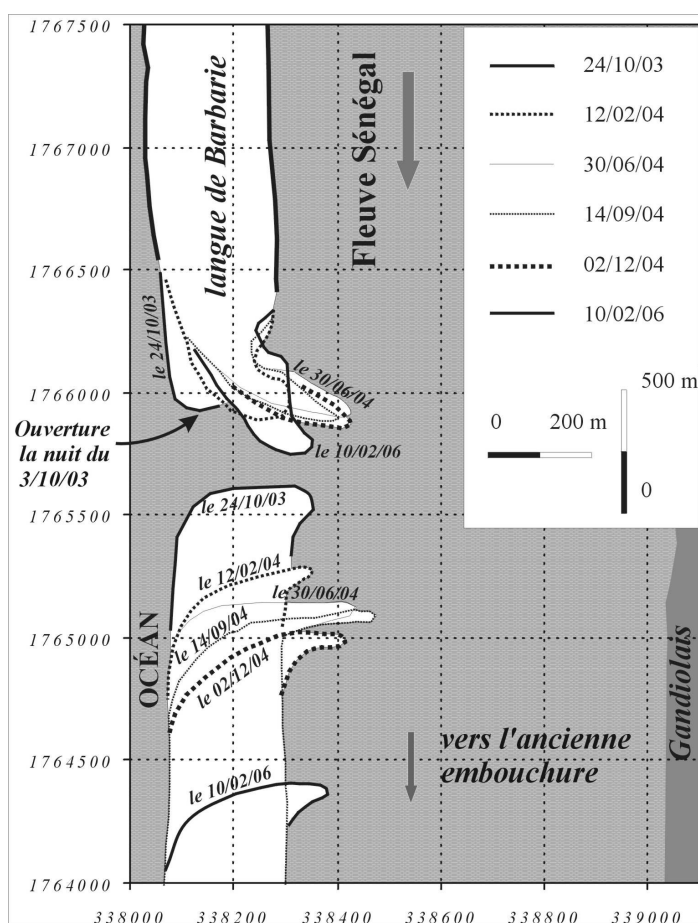 1767500
1767000
1766500
1766000
1765500
1765000
1764500
1764000
338000
338200
338400
338600
338800
339000
langue de Barbarie
Fleuve Sénégal
24/10/03
12/02/04
30/06/04
14/09/04
02/12/04
10/02/06
0 200 m
500 m
0
le 24/10/03
le 30/06/04
le 10/02/06
Ouverture
la nuit du
3/10/03
le 24/10/03
le 12/02/04
le 30/06/04
le 14/09/04
le 02/12/04
OCÉAN
le 10/02/06
vers l'ancienne
embouchure
Gandiolais